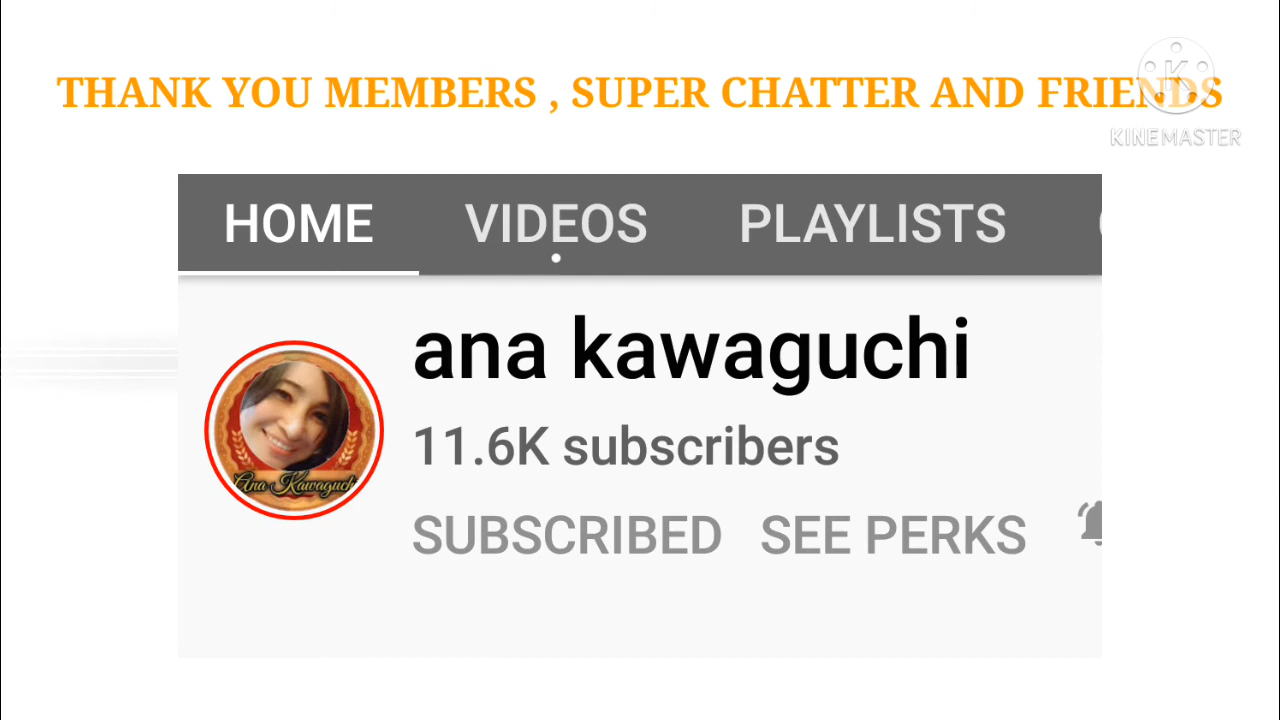 THANK YOU MEMBERS , SUPER CHATTER AND FRIENDS
K
KINEMASTER
HOME VIDEOS PLAYLISTS
ana kawaguchi
11.6K subscribers
Ana Kawaguch
SUBSCRIBED SEE PERKS